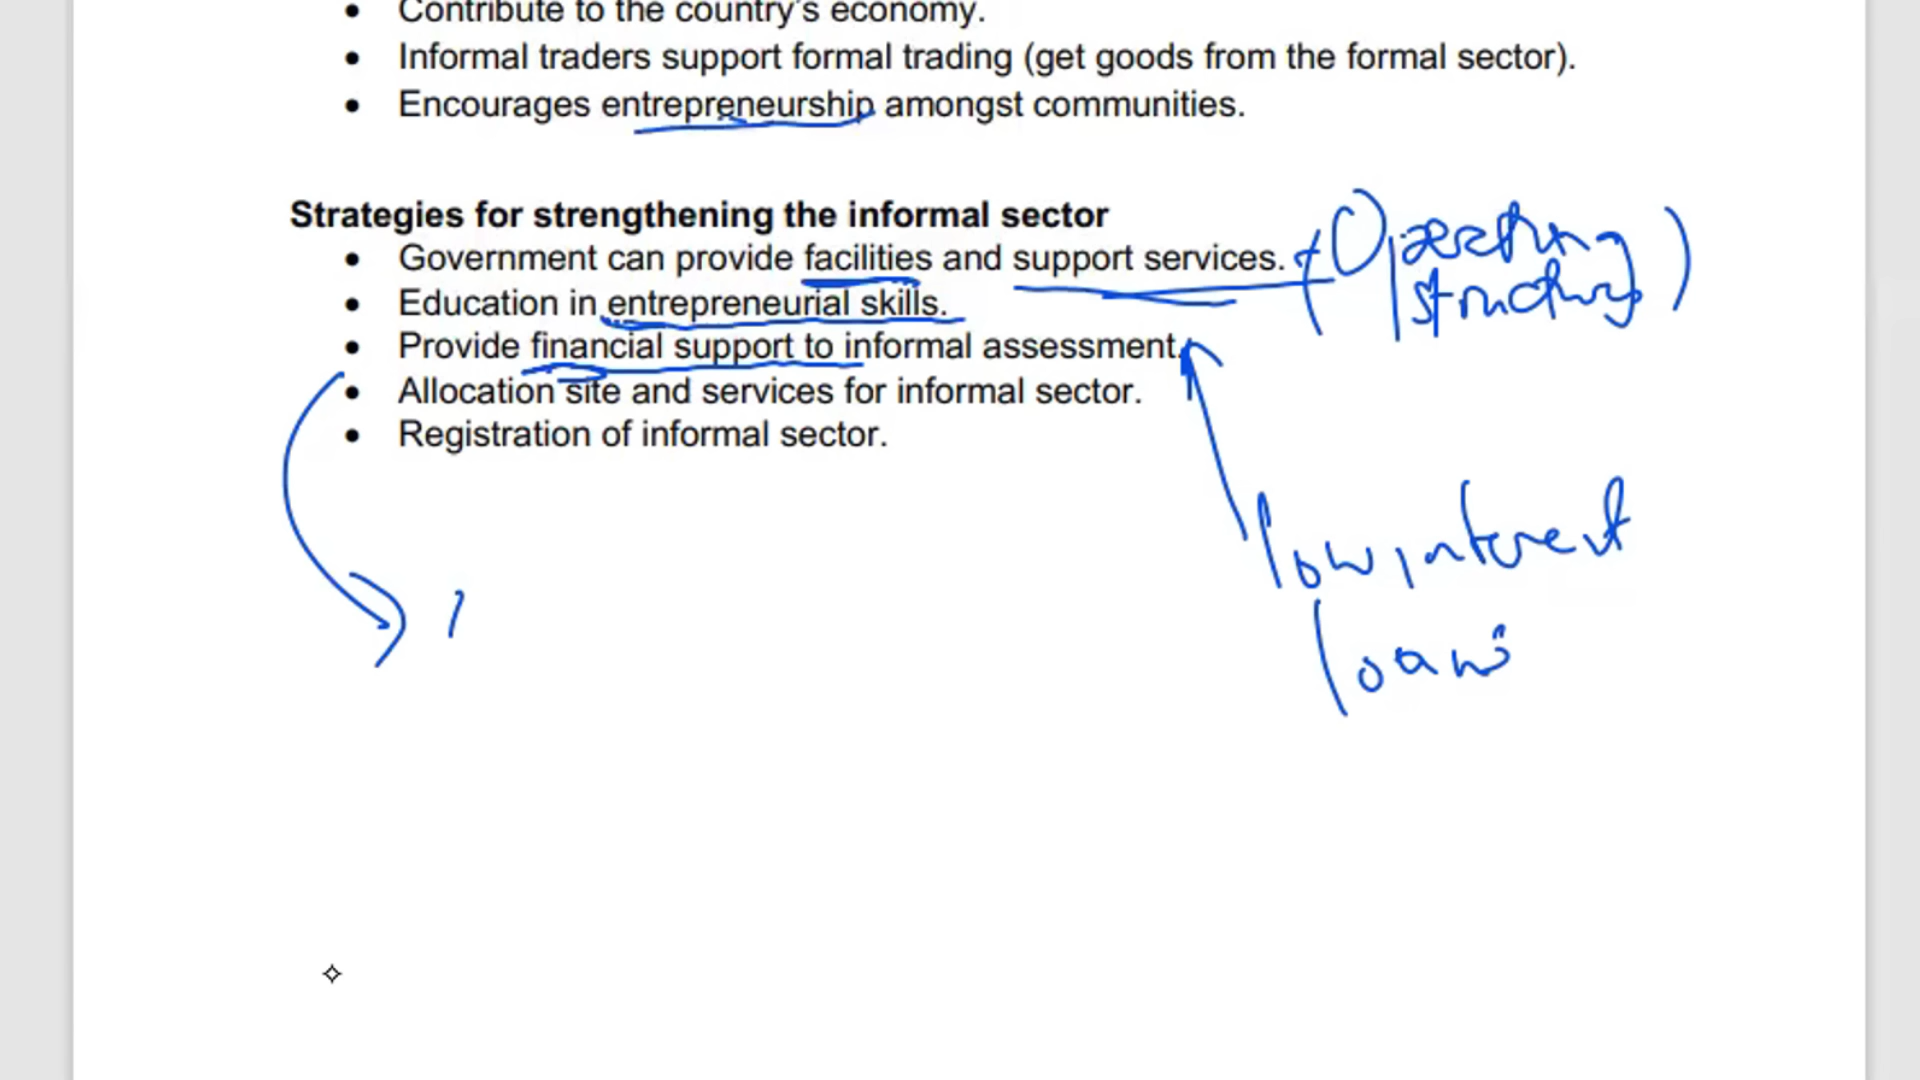 • Contribute to the country's economy.
• Informal traders support formal trading (get goods from the formal sector).
• Encourages entrepreneurship amongst communities.
Strategies for strengthening the informal sector
• Government can provide facilities and support services. (Operating
structures)
• Education in entrepreneurial skills.
• Provide financial support to informal assessment.
• Allocation site and services for informal sector.
• Registration of informal sector.
low interest
loans